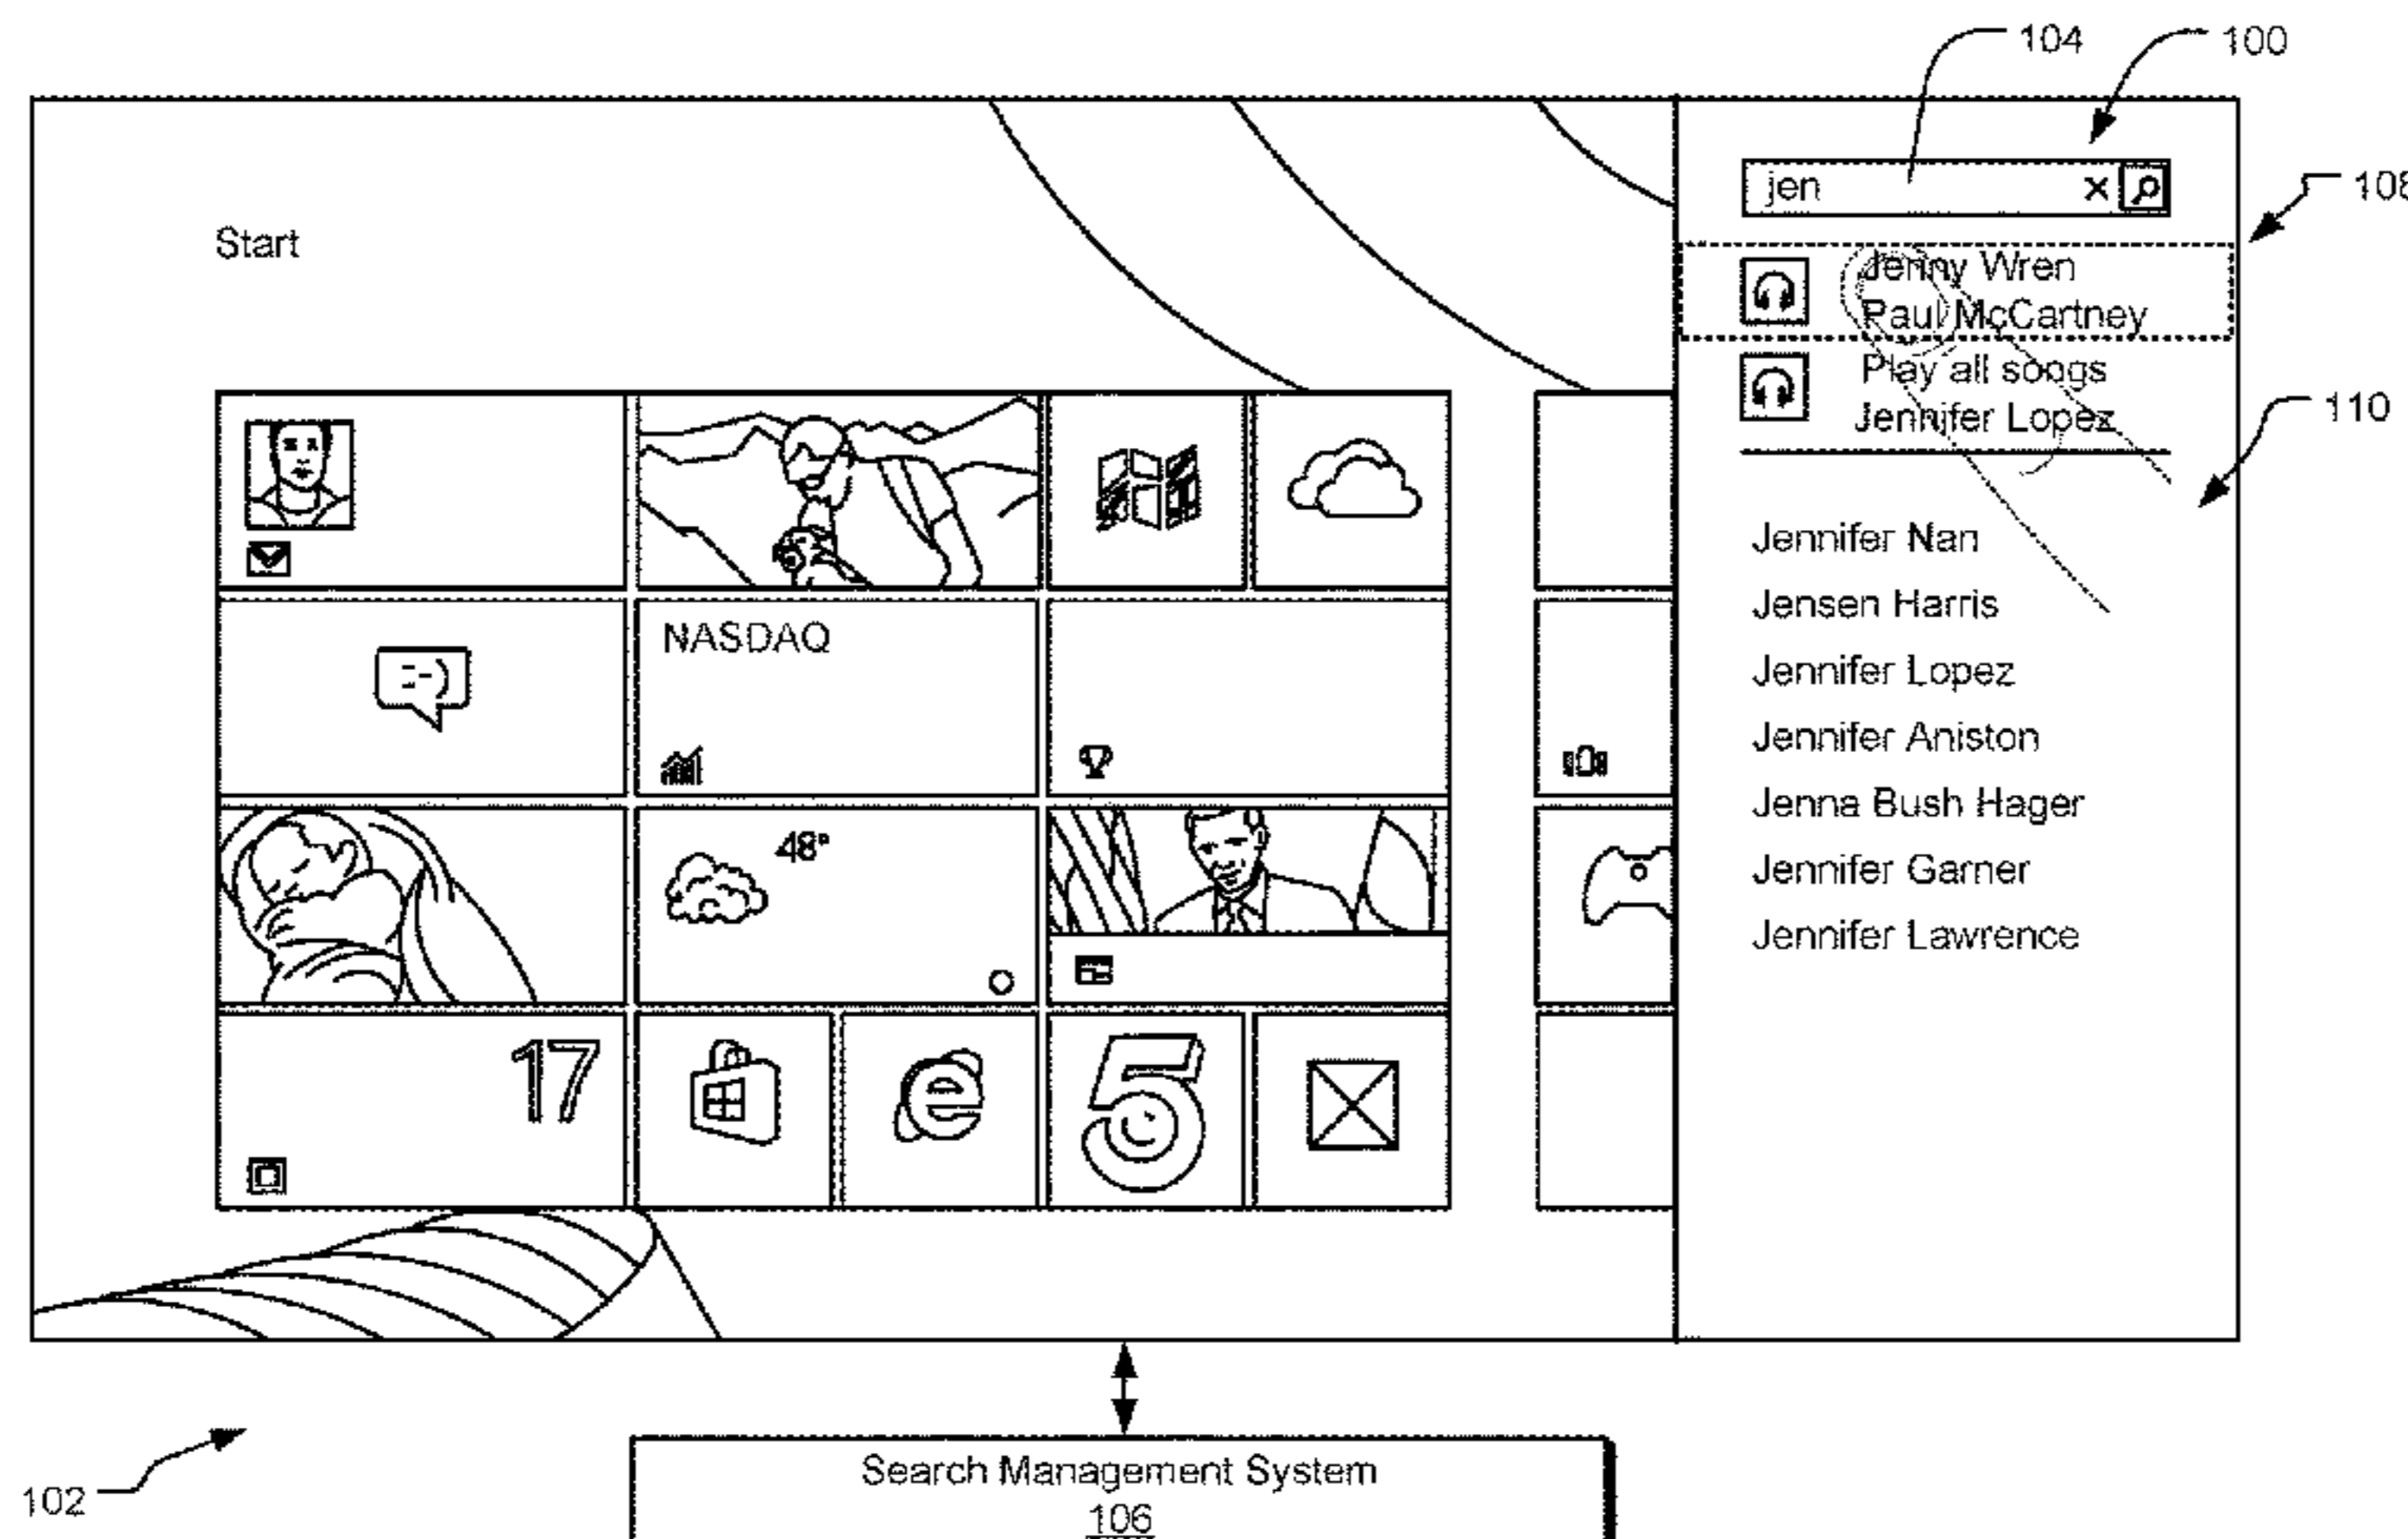 104
100
jen
108
Start
Jenny Wren
Paul McCartney
Play all songs
Jennifer Lopez
110
Jennifer Nan
Jensen Harris
NASDAQ
Jennifer Lopez
Jennifer Aniston
Jenna Bush Hager
48°
Jennifer Garner
Jennifer Lawrence
17
e
5
102
Search Management System
106